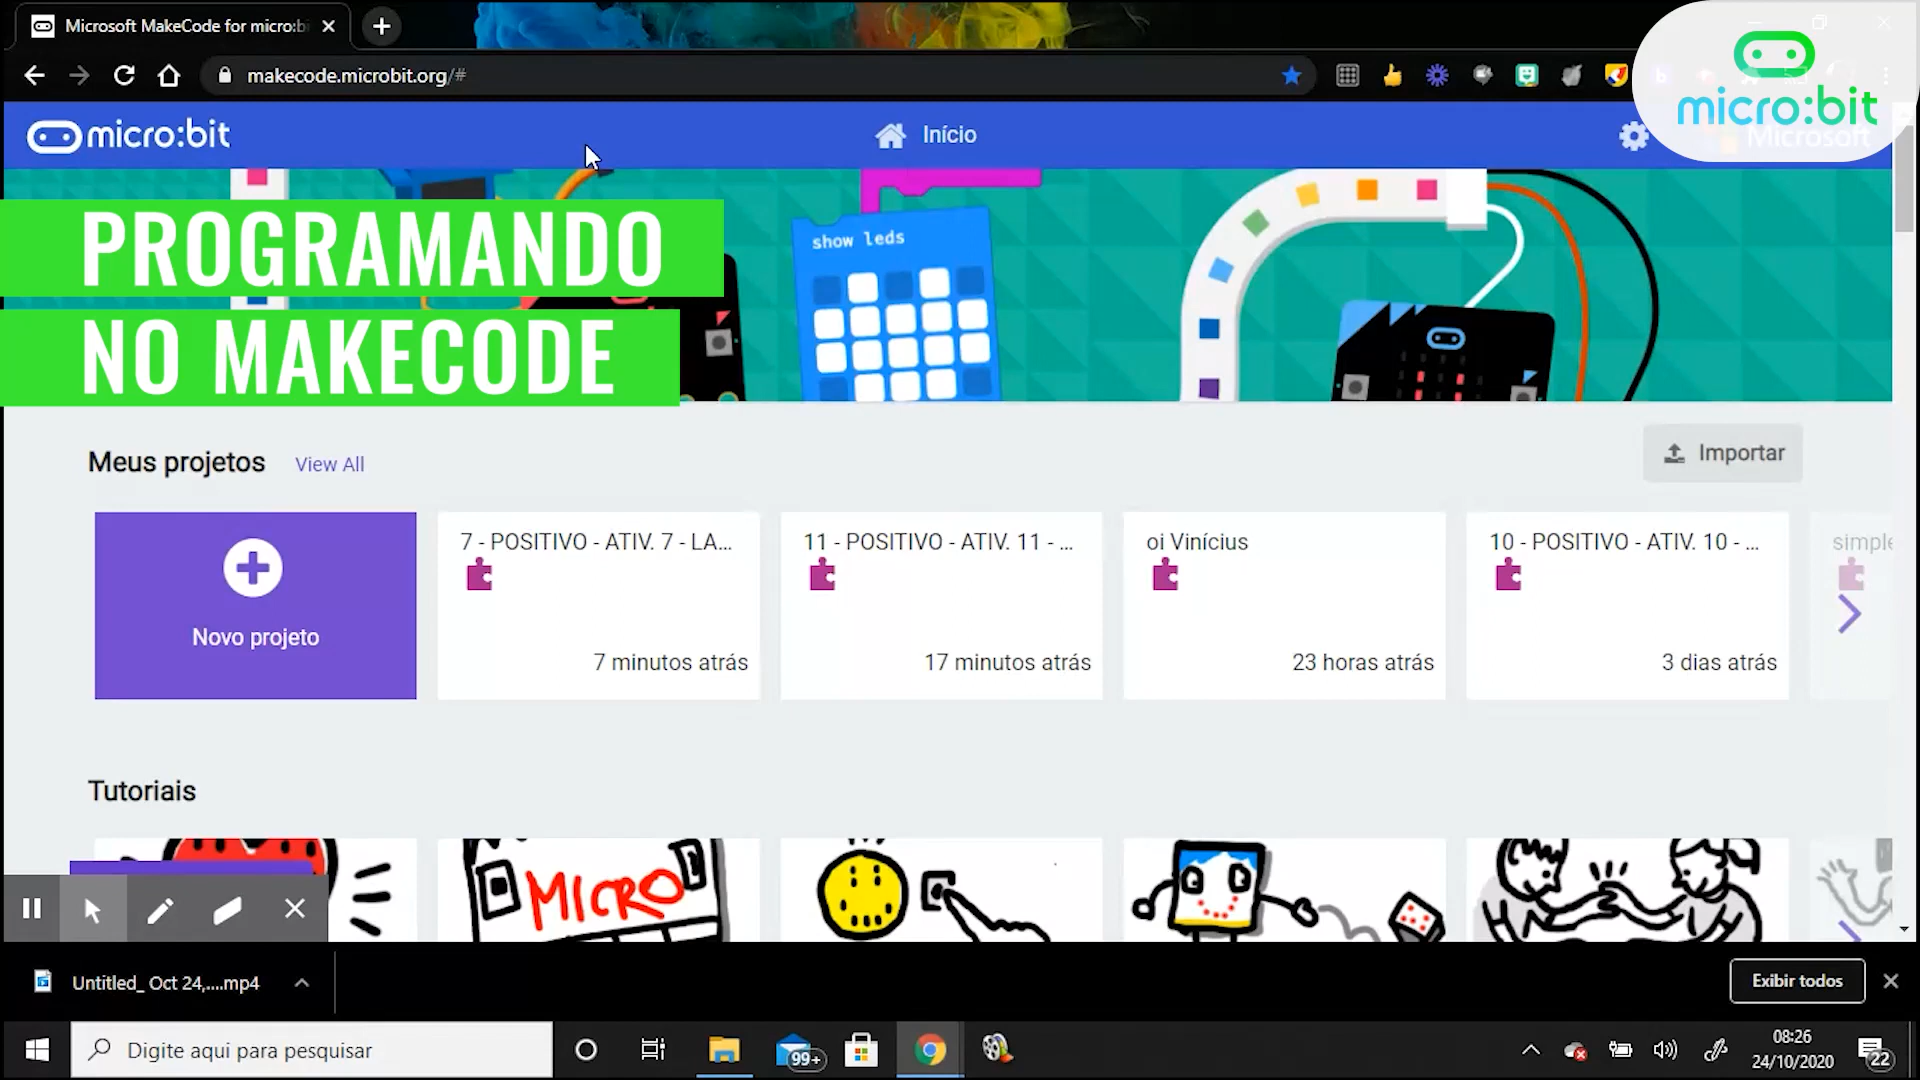 Microsoft MakeCode for micro:b
makecode.microbit.org/#
micro:bit
micro:bit
Início
Microsoft
PROGRAMANDO
NO MAKECODE
show leds
Meus projetos
View All
Importar
Novo projeto
7 - POSITIVO - ATIV. 7 - LA...
7 minutos atrás
11 - POSITIVO - ATIV. 11 - ...
17 minutos atrás
oi Vinícius
23 horas atrás
10 - POSITIVO - ATIV. 10 - ...
3 dias atrás
simple
Tutoriais
MICRO
Untitled_ Oct 24,....mp4
Exibir todos
Digite aqui para pesquisar
99+
08:26
24/10/2020
22